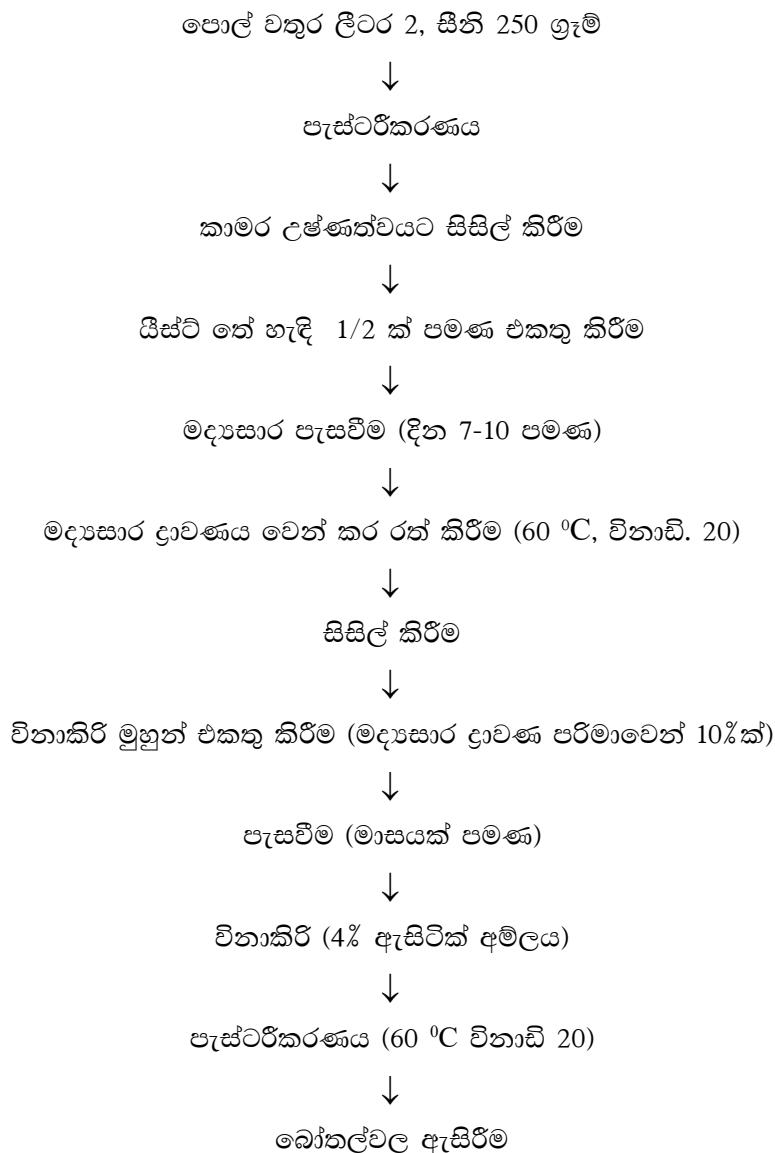 පොල් වතුර ලීටර 2, සීනි 250 ග්‍රෑම්
↓
පැස්ටරීකරණය
↓
කාමර උෂ්ණත්වයට සිසිල් කිරීම
↓
යීස්ට් තේ හැඳි 1/2 ක් පමණ එකතු කිරීම
↓
මද්‍යසාර පැසවීම (දින 7-10 පමණ)
↓
මද්‍යසාර ද්‍රාවණය වෙන් කර රත් කිරීම (60 ⁰C, විනාඩි. 20)
↓
සිසිල් කිරීම
↓
විනාකිරි මුහුන් එකතු කිරීම (මද්‍යසාර ද්‍රාවණ පරිමාවෙන් 10%ක්)
↓
පැසවීම (මාසයක් පමණ)
↓
විනාකිරි (4% ඇසිටික් අම්ලය)
↓
පැස්ටරීකරණය (60 ⁰C විනාඩි 20)
↓
බෝතල්වල ඇසිරීම